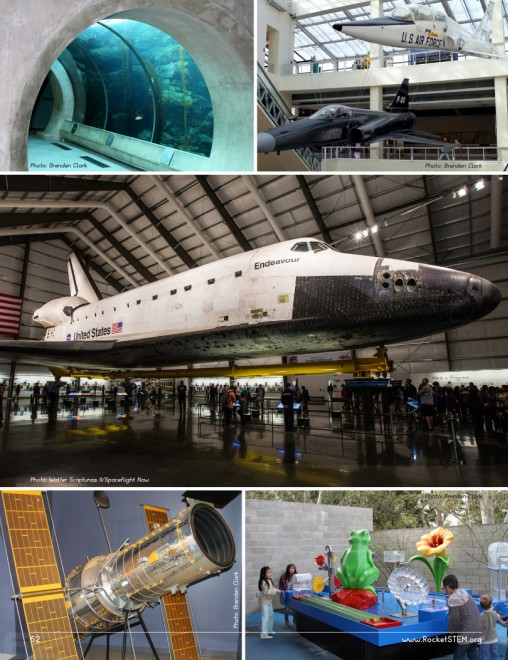 Photo: Brenden Clark
U.S. AIR FORCE
F-20
Photo: Brenden Clark
Endeavour
United States
Photo: Walter Scriptunas II/Spaceflight Now
Photo: Brenden Clark
Photo: Brenden Clark
52
www.RocketSTEM.org